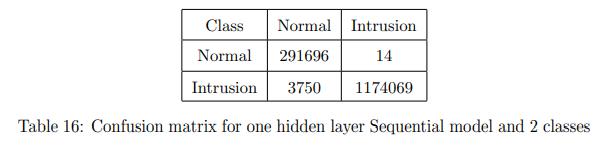 Class Normal Intrusion
Normal 291696 14
Intrusion 3750 1174069
Table 16: Confusion matrix for one hidden layer Sequential model and 2 classes